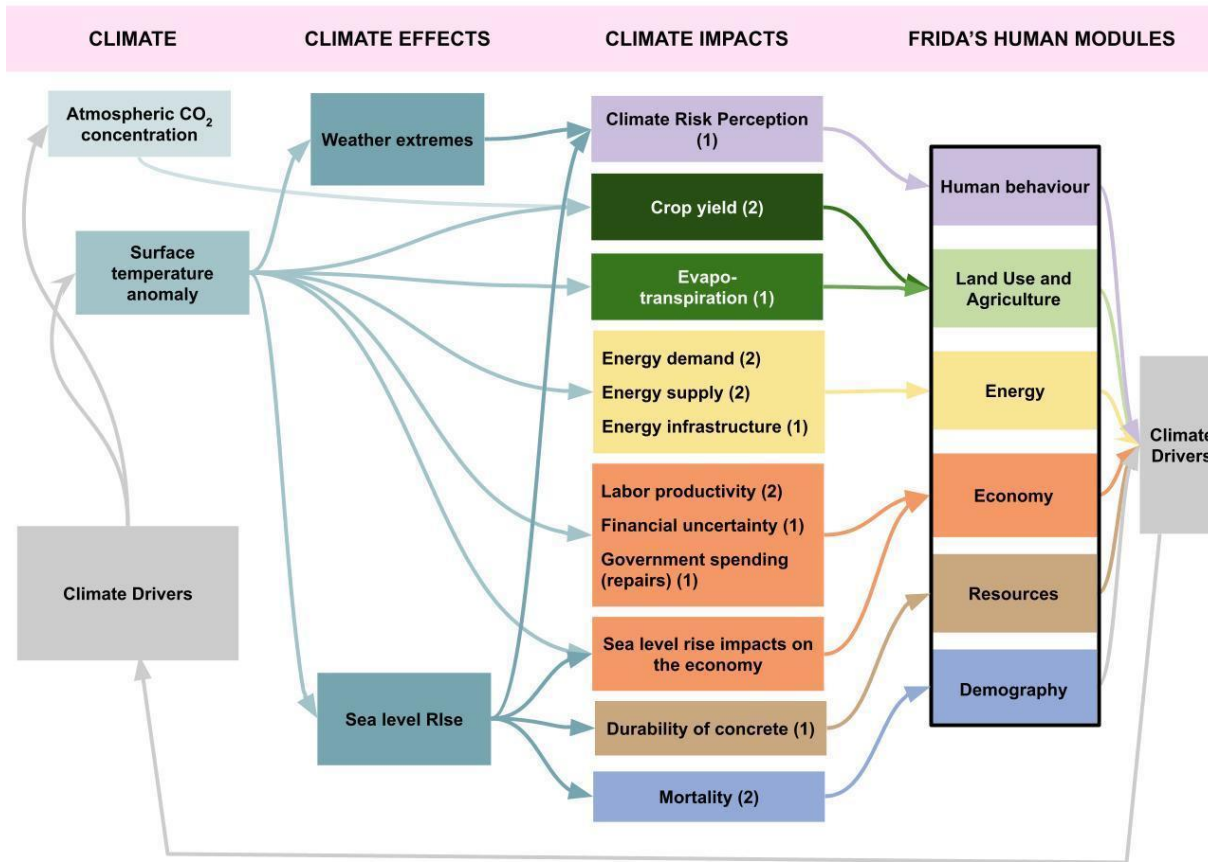 CLIMATE
CLIMATE EFFECTS
CLIMATE IMPACTS
FRIDA'S HUMAN MODULES
Atmospheric CO₂
concentration
Surface
temperature
anomaly
Climate Drivers
Weather extremes
Sea level RIse
Climate Risk Perception
(1)
Crop yield (2)
Evapo-
transpiration (1)
Energy demand (2)
Energy supply (2)
Energy infrastructure (1)
Labor productivity (2)
Financial uncertainty (1)
Government spending
(repairs) (1)
Sea level rise impacts on
the economy
Durability of concrete (1)
Mortality (2)
Human behaviour
Land Use and
Agriculture
Energy
Economy
Resources
Demography
Climate
Drivers